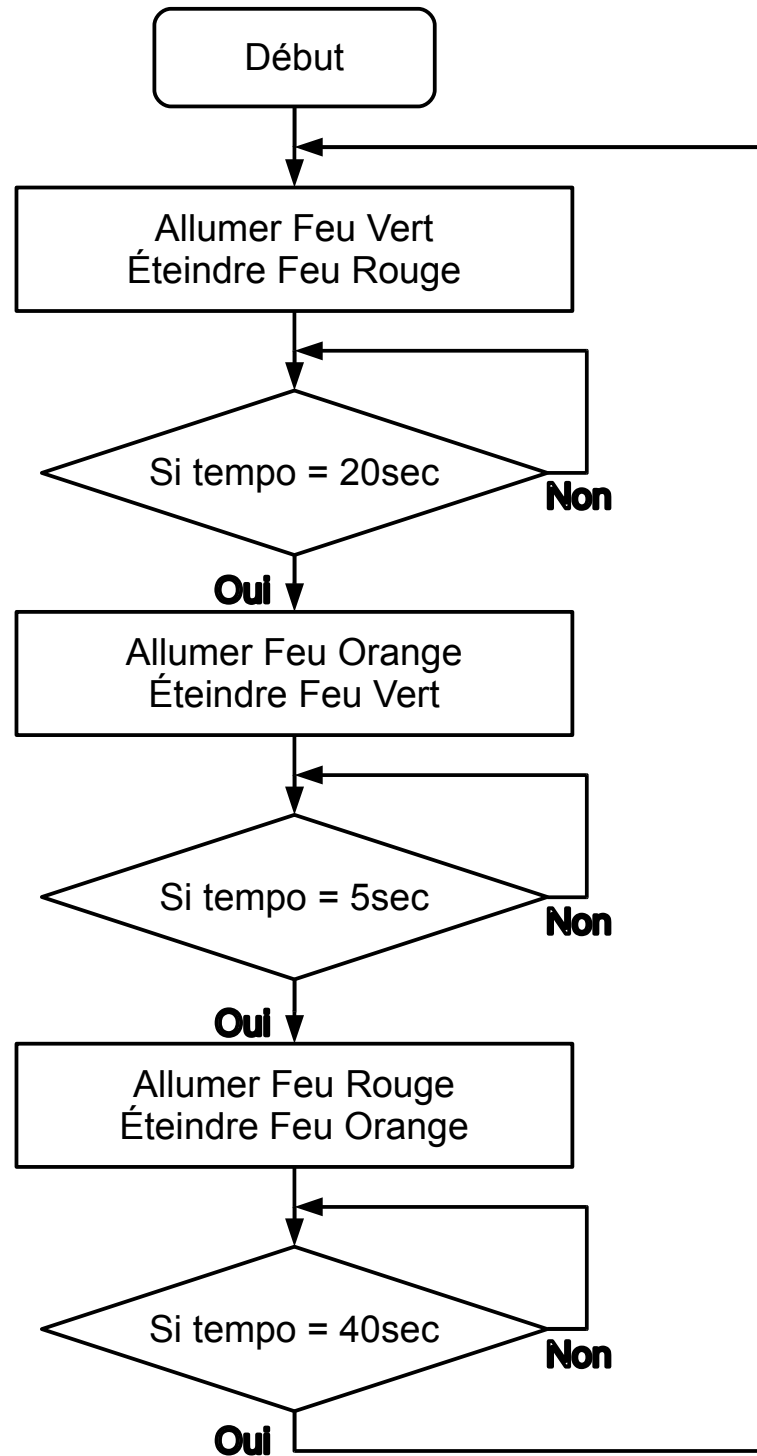 Début
Allumer Feu Vert
Éteindre Feu Rouge
Si tempo = 20sec
Non
Oui
Allumer Feu Orange
Éteindre Feu Vert
Si tempo = 5sec
Non
Oui
Allumer Feu Rouge
Éteindre Feu Orange
Si tempo = 40sec
Non
Oui